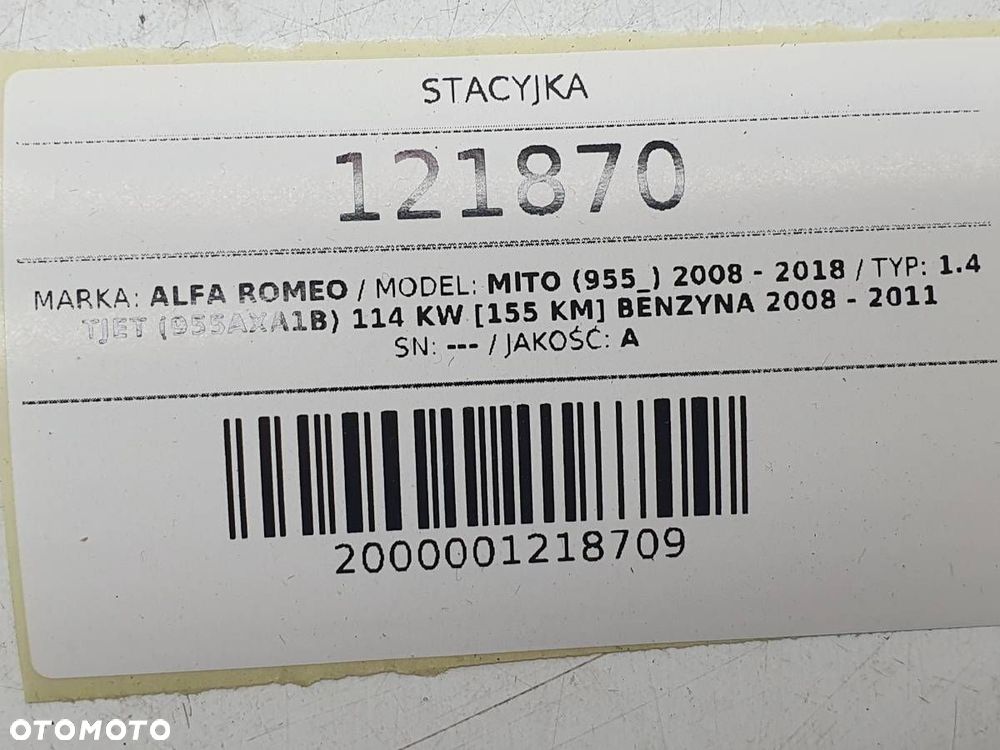 STACYJKA
121870
MARKA: ALFA ROMEO / MODEL: MITO (955_) 2008 - 2018 / TYP: 1.4
TJET (955AXA1B) 114 KW [155 KM] BENZYNA 2008 - 2011
SN: --- / JAKOŚĆ: A
2000001218709
OTOMOTO